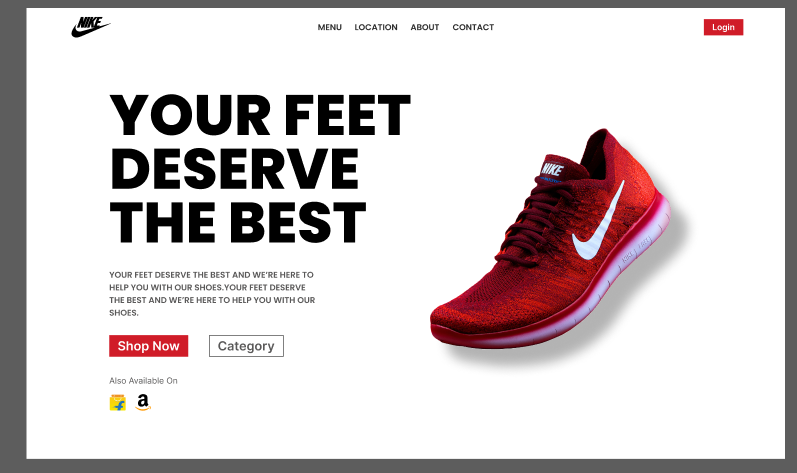 NIKE
MENU LOCATION ABOUT CONTACT
Login
YOUR FEET
DESERVE
THE BEST
NIKE
YOUR FEET DESERVE THE BEST AND WE'RE HERE TO
HELP YOU WITH OUR SHOES.YOUR FEET DESERVE
THE BEST AND WE'RE HERE TO HELP YOU WITH OUR
SHOES.
Shop Now Category
Also Available On
f a